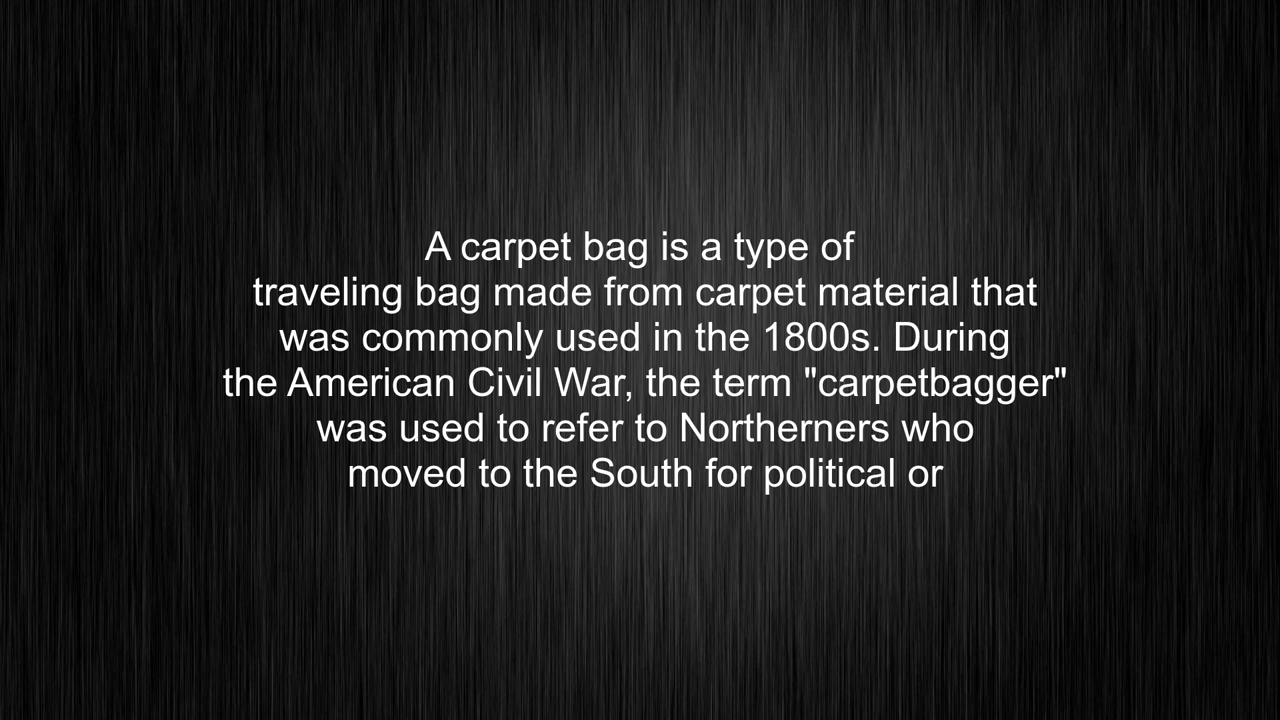 A carpet bag is a type of
traveling bag made from carpet material that
was commonly used in the 1800s. During
the American Civil War, the term "carpetbagger"
was used to refer to Northerners who
moved to the South for political or